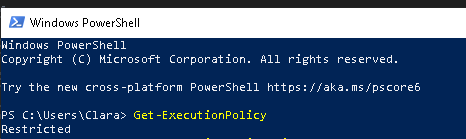 Windows PowerShell
Windows PowerShell
Copyright (C) Microsoft Corporation. All rights reserved.
Try the new cross-platform PowerShell https://aka.ms/pscore6
PS C:\Users\Clara> Get-ExecutionPolicy
Restricted